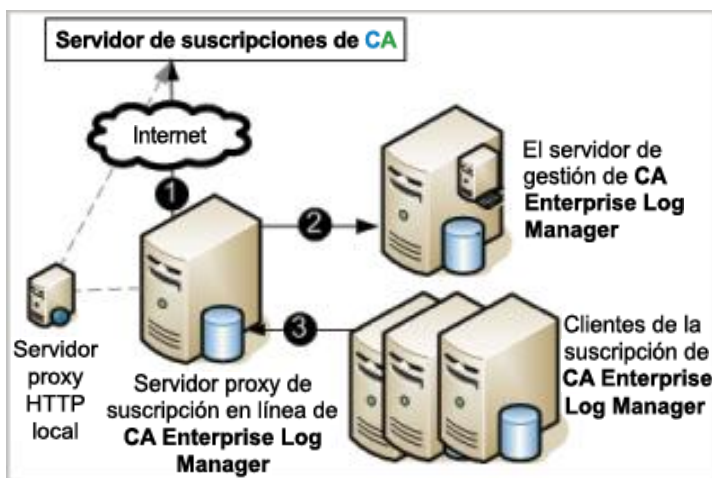 Servidor de suscripciones de CA
Internet
1
2
El servidor de
gestión de CA
Enterprise Log
Manager
3
Servidor
proxy
HTTP
local
Servidor proxy de
suscripción en línea de
CA Enterprise Log
Manager
Clientes de la
suscripción de
CA Enterprise
Log Manager